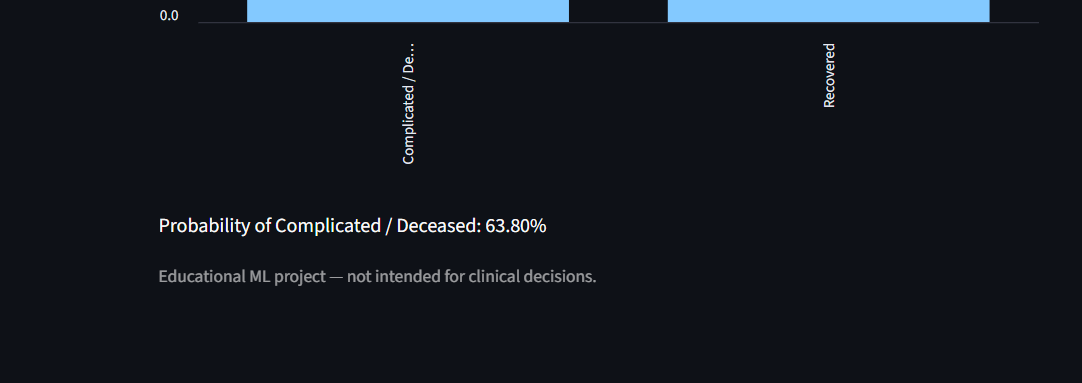 0.0
Complicated / De…
Recovered
Probability of Complicated / Deceased: 63.80%
Educational ML project — not intended for clinical decisions.